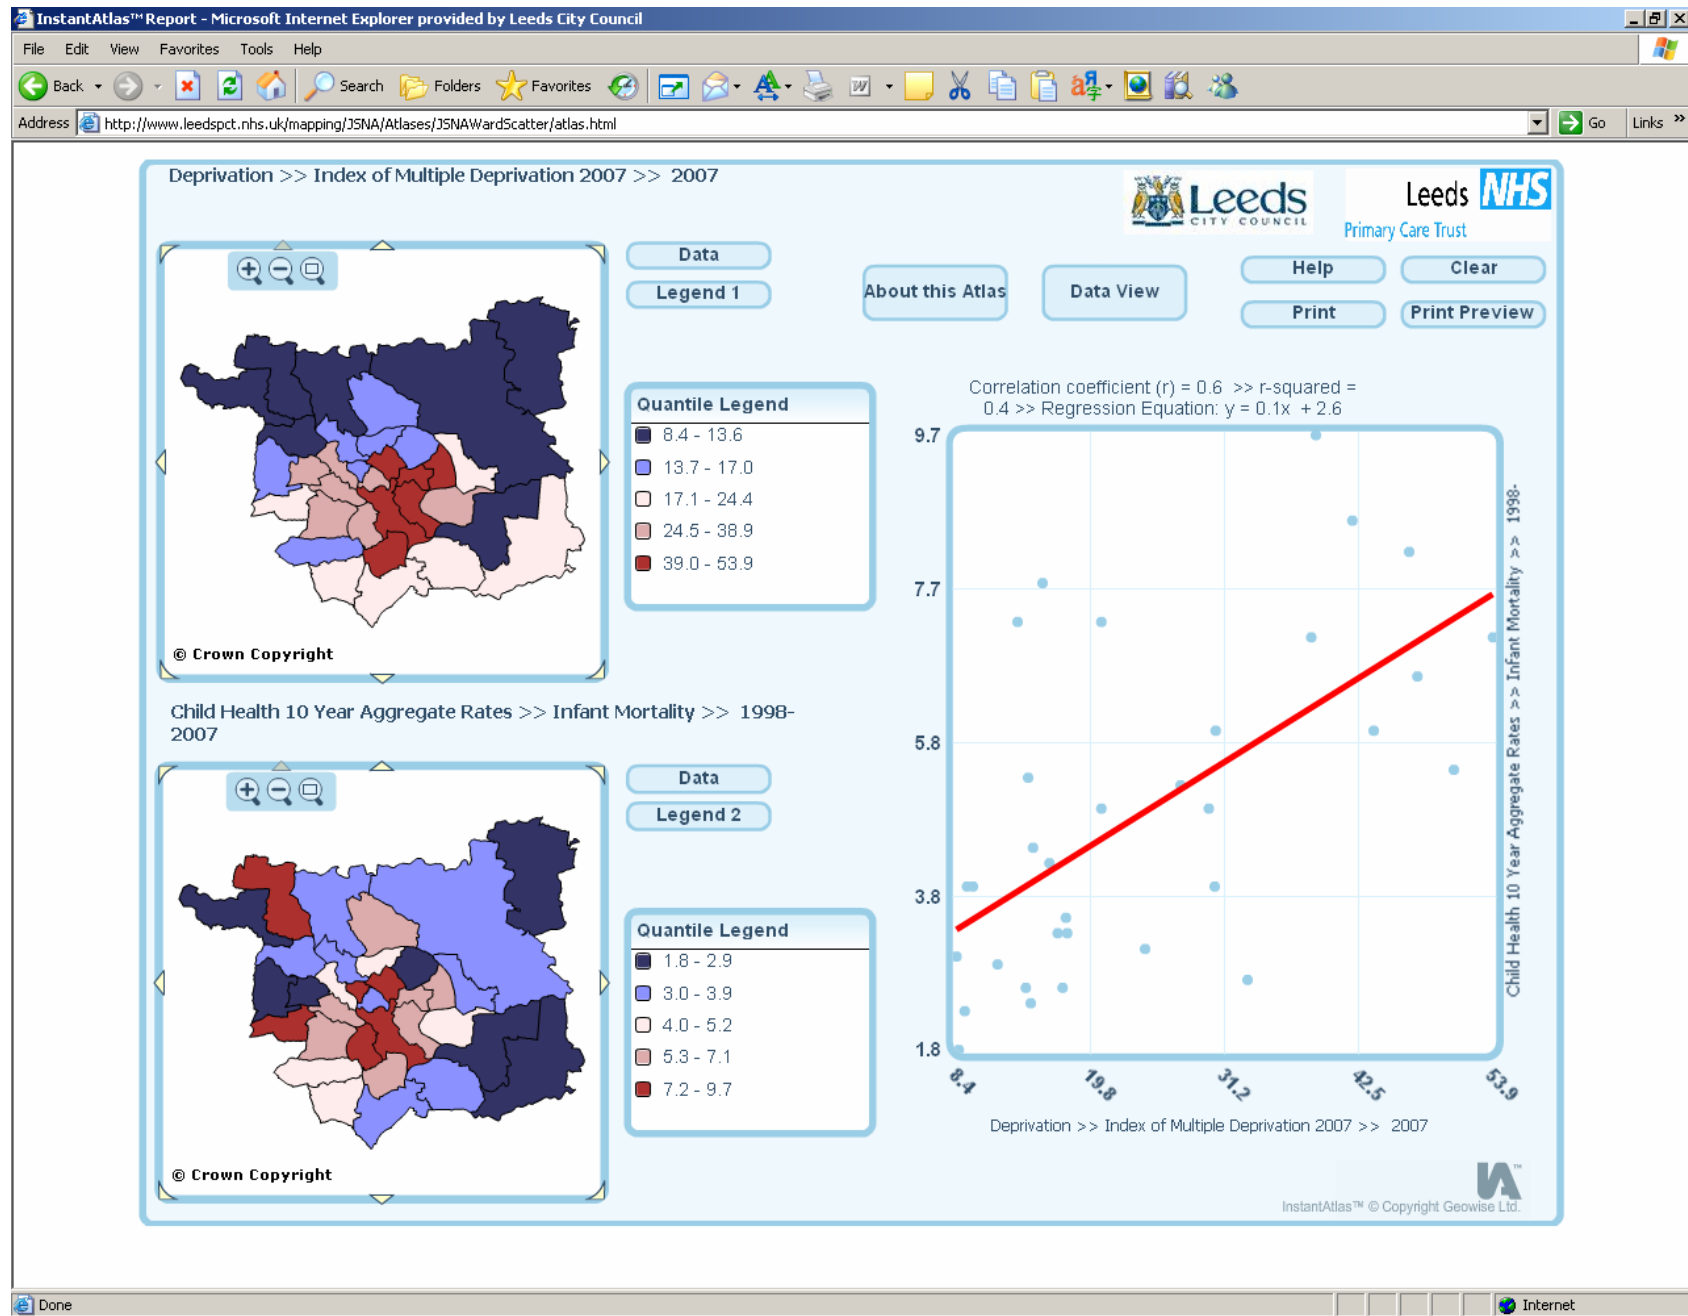 InstantAtlas™ Report - Microsoft Internet Explorer provided by Leeds City Council
File Edit View Favorites Tools Help
Back Search Folders Favorites
Address http://www.leedspct.nhs.uk/mapping/JSNA/Atlases/JSNAWardScatter/atlas.html Go Links »
Deprivation >> Index of Multiple Deprivation 2007 >> 2007
Leeds
CITY COUNCIL
Leeds NHS
Primary Care Trust
Data
Legend 1
About this Atlas
Data View
Help
Clear
Print
Print Preview
Quantile Legend
8.4 - 13.6
13.7 - 17.0
17.1 - 24.4
24.5 - 38.9
39.0 - 53.9
© Crown Copyright
Child Health 10 Year Aggregate Rates >> Infant Mortality >> 1998-
2007
Data
Legend 2
Quantile Legend
1.8 - 2.9
3.0 - 3.9
4.0 - 5.2
5.3 - 7.1
7.2 - 9.7
© Crown Copyright
Correlation coefficient (r) = 0.6 >> r-squared =
0.4 >> Regression Equation: y = 0.1x + 2.6
9.7
7.7
5.8
3.8
1.8
8.4
19.8
31.2
42.5
53.9
Deprivation >> Index of Multiple Deprivation 2007 >> 2007
Child Health 10 Year Aggregate Rates >> Infant Mortality >> 1998-
IA™
InstantAtlas™ © Copyright Geowise Ltd.
Done
Internet